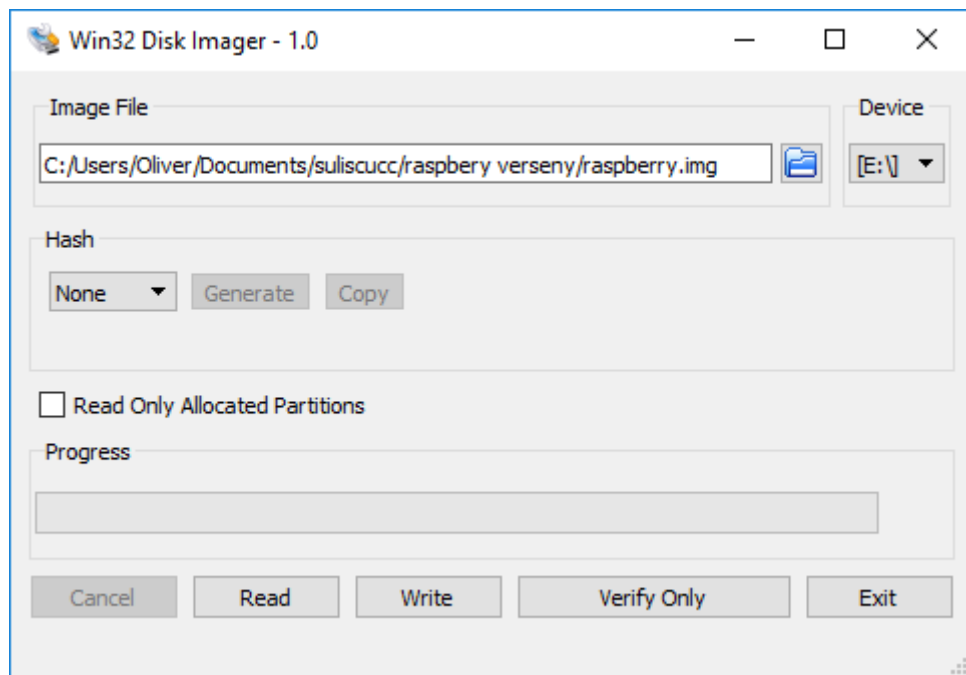 Win32 Disk Imager - 1.0
Image File
Device
C:/Users/Oliver/Documents/suliscucc/raspbery verseny/raspberry.img
[E:\]
Hash
None
Generate
Copy
Read Only Allocated Partitions
Progress
Cancel
Read
Write
Verify Only
Exit